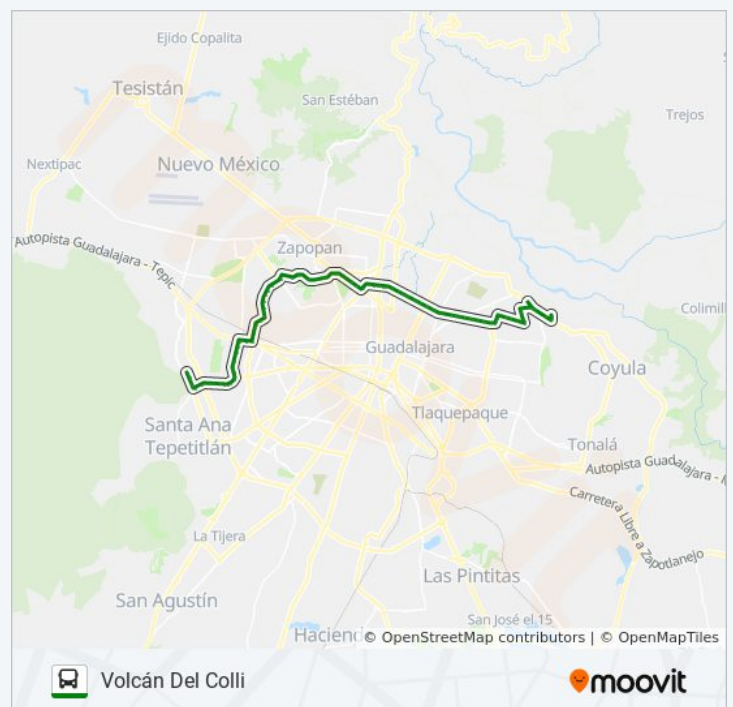 Ejido Copalita
Tesistán
San Estéban
Trejos
Nextipac
Nuevo México
Autopista Guadalajara - Tepic
Zapopan
Colimill
Guadalajara
Coyula
Santa Ana
Tepetitlán
Tlaquepaque
Tonalá
Autopista Guadalajara -
Carretera Libre a Zapotlanejo
La Tijera
Las Pintitas
San Agustín
San José el 15
Haciend
© OpenStreetMap contributors | © OpenMapTiles
Volcán Del Colli
moovit